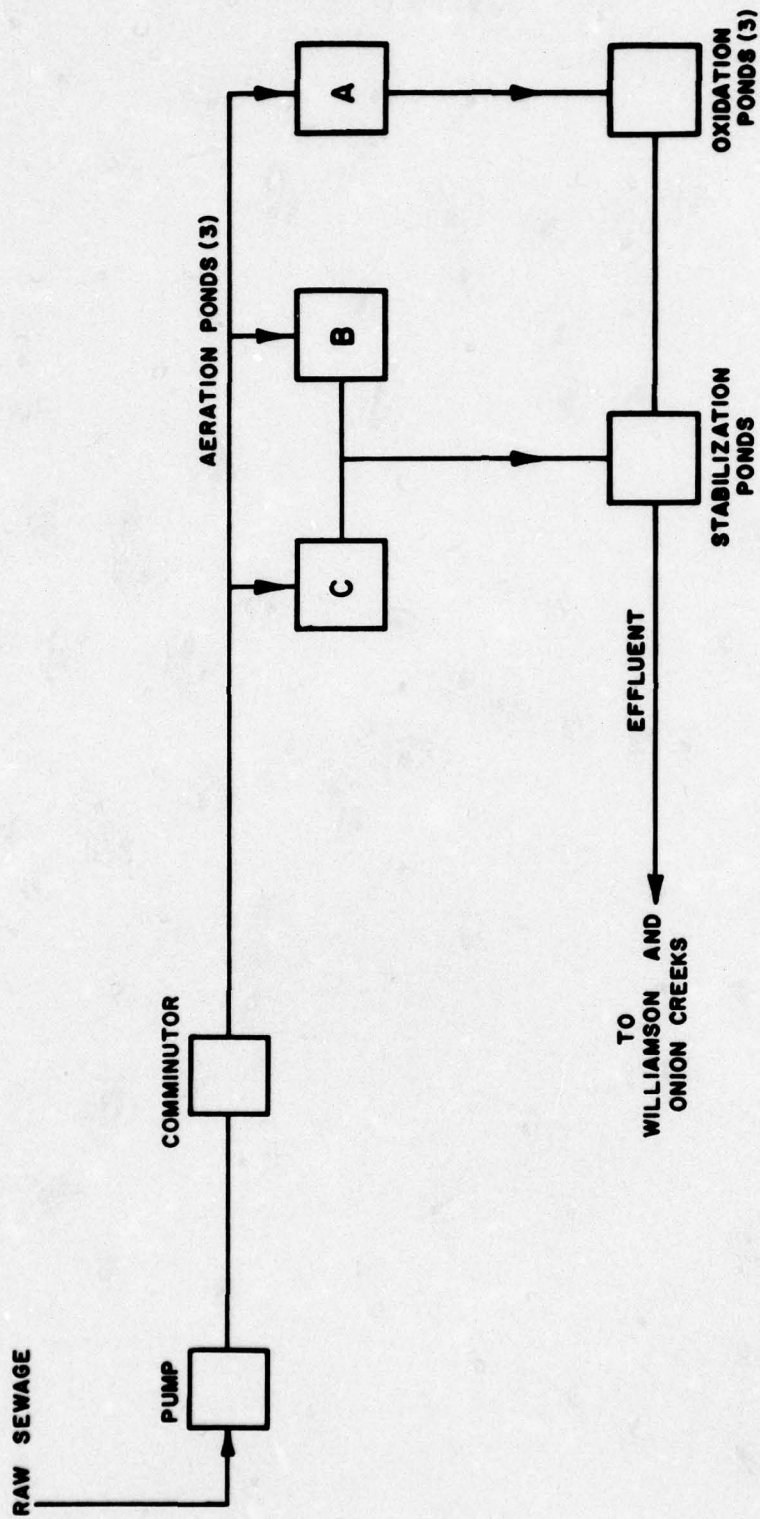 RAW SEWAGE
PUMP
COMMINUTOR
AERATION PONDS (3)
C
B
A
TO
WILLIAMSON AND
ONION CREEKS
EFFLUENT
STABILIZATION
PONDS
OXIDATION
PONDS (3)